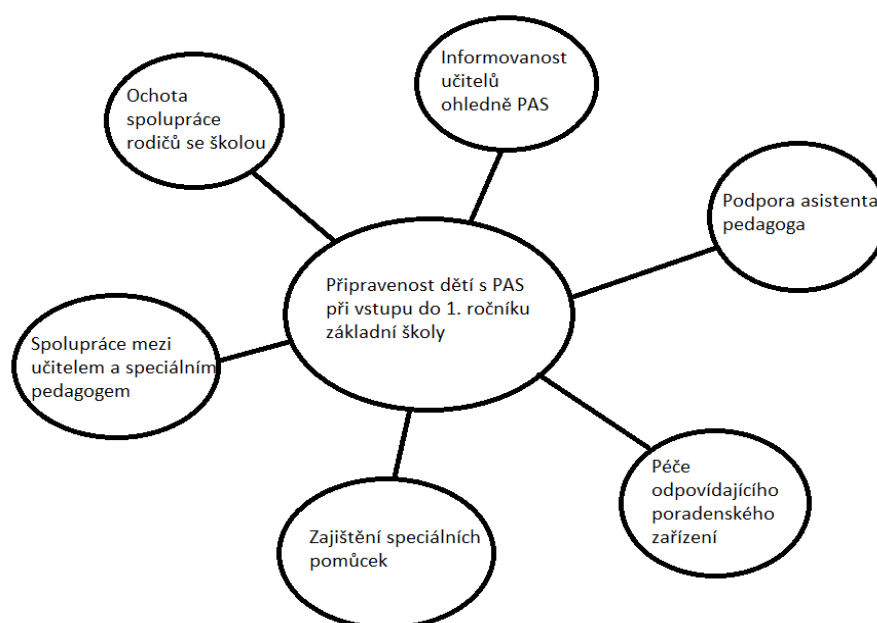 Informovanost
učitelů
ohledně PAS
Ochota
spolupráce
rodičů se školou
Podpora asistenta
pedagoga
Připravenost dětí s PAS
při vstupu do 1. ročníku
základní školy
Spolupráce mezi
učitelem a speciálním
pedagogem
Péče
odpovídajícího
poradenského
zařízení
Zajištění speciálních
pomůcek